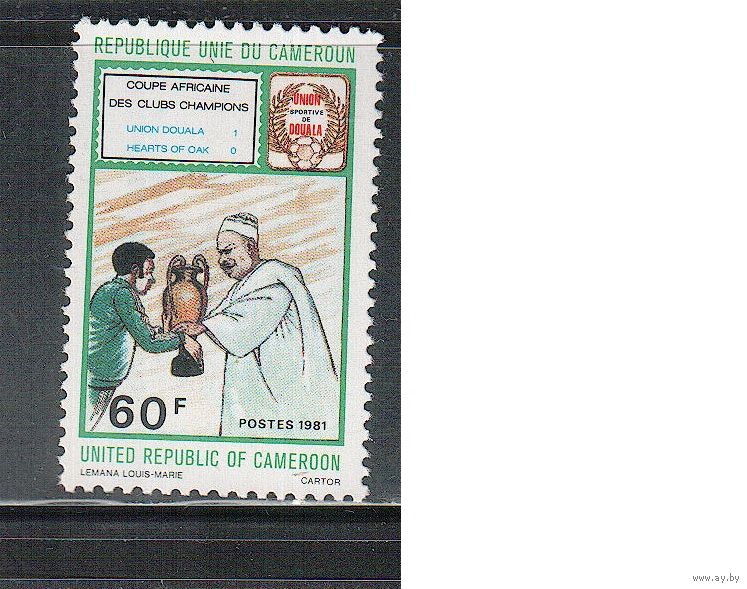 REPUBLIQUE UNIE DU CAMEROUN
COUPE AFRICAINE
DES CLUBS CHAMPIONS
UNION DOUALA 1
HEARTS OF OAK 0
UNION
SPORTIVE
DE
DOUALA
60F
POSTES 1981
UNITED REPUBLIC OF CAMEROON
LEMANA LOUIS-MARIE
CARTOR
www.ay.by